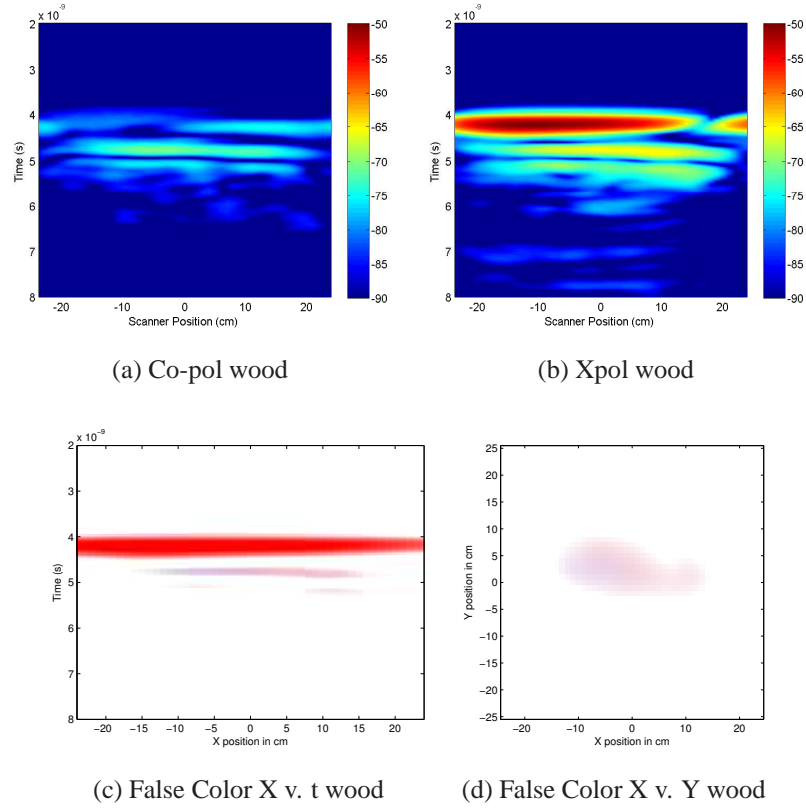 x 10⁻⁹
2
3
4
5
6
7
8
Time (s)
-20 -10 0 10 20
Scanner Position (cm)
-50
-55
-60
-65
-70
-75
-80
-85
-90
(a) Co-pol wood
x 10⁻⁹
2
3
4
5
6
7
8
Time (s)
-20 -10 0 10 20
Scanner Position (cm)
-50
-55
-60
-65
-70
-75
-80
-85
-90
(b) Xpol wood
x 10⁻⁹
2
3
4
5
6
7
8
Time (s)
−20 −15 −10 −5 0 5 10 15 20
X position in cm
(c) False Color X v. t wood
25
20
15
10
5
0
−5
−10
−15
−20
−25
Y position in cm
−20 −10 0 10 20
X position in cm
(d) False Color X v. Y wood